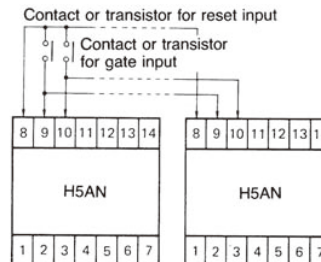 Contact or transistor for reset input
Contact or transistor
for gate input
8 9 10 11 12 13 14
8 9 10 11 12 13
H5AN
H5AN
1 2 3 4 5 6 7
1 2 3 4 5 6